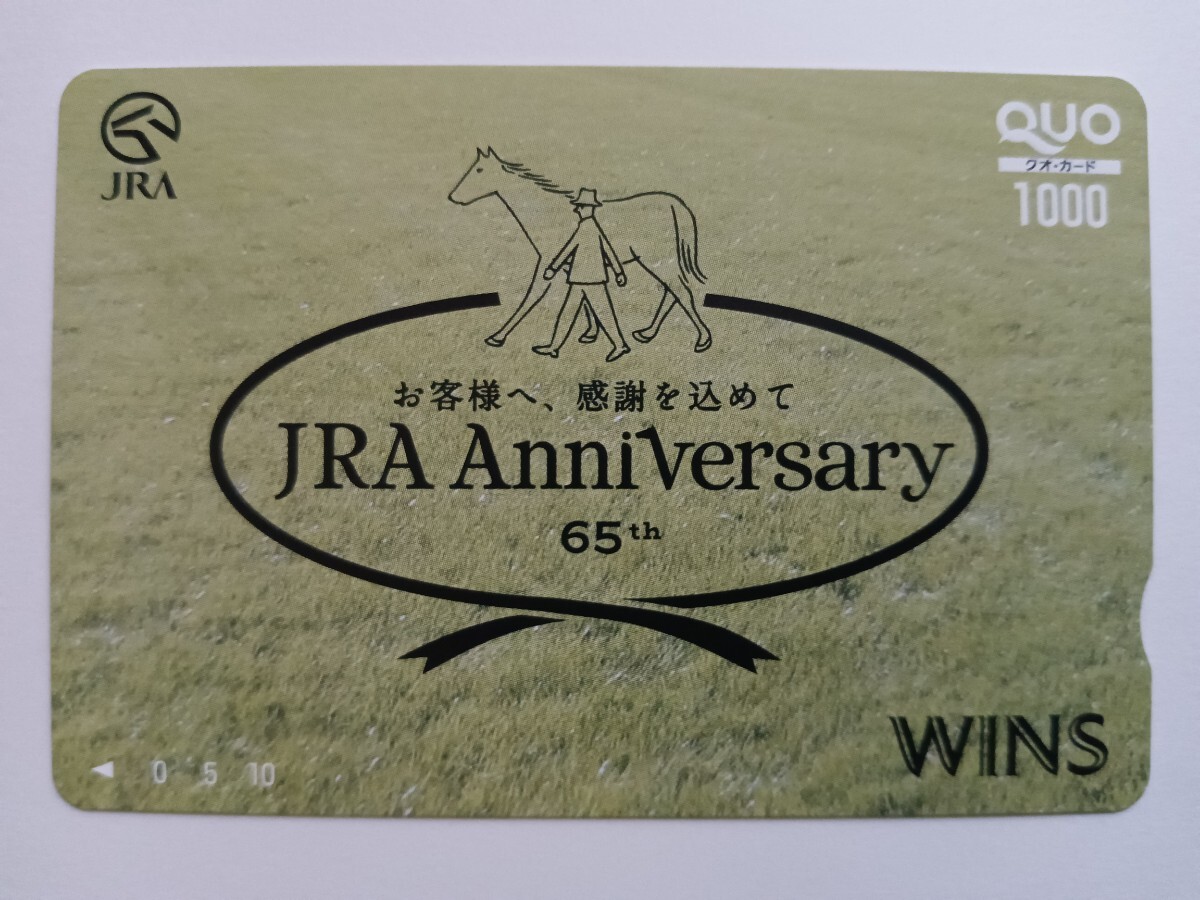 JRA
QUO
クオ・カード
1000
お客様へ、感謝を込めて
JRA Anniversary
65th
WINS
0 5 10